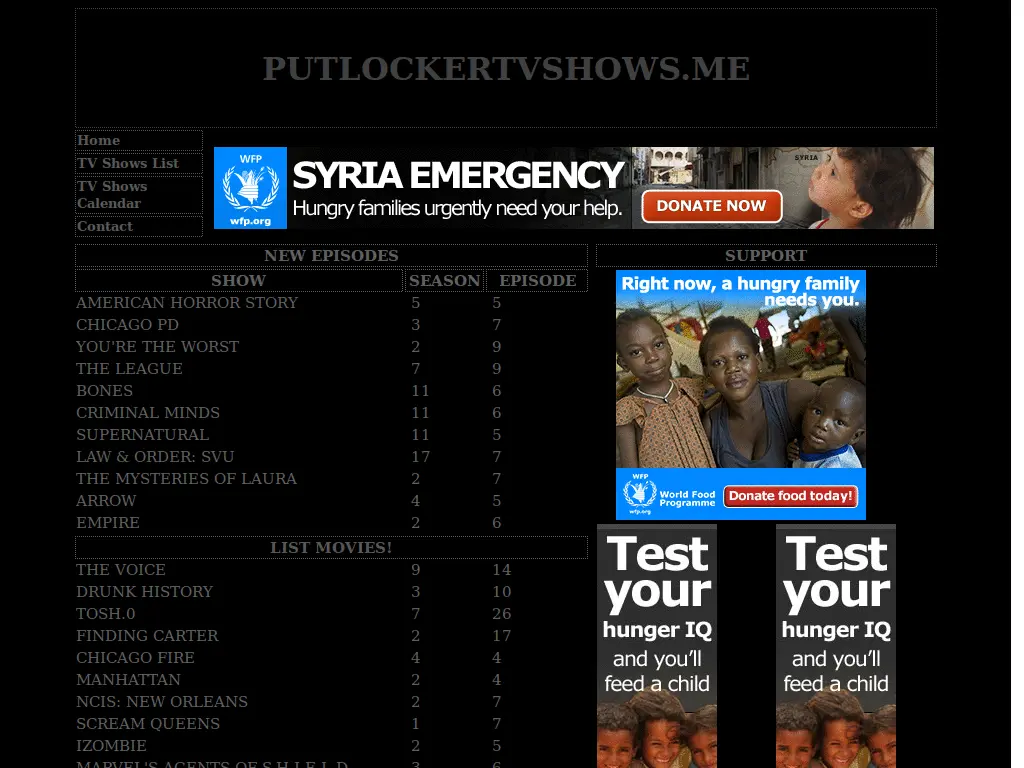 PUTLOCKERTVSHOWS.ME
Home
TV Shows List
TV Shows
Calendar
Contact
WFP
wfp.org
SYRIA EMERGENCY
Hungry families urgently need your help.
SYRIA
DONATE NOW
NEW EPISODES
SHOW SEASON EPISODE
AMERICAN HORROR STORY 5 5
CHICAGO PD 3 7
YOU'RE THE WORST 2 9
THE LEAGUE 7 9
BONES 11 6
CRIMINAL MINDS 11 6
SUPERNATURAL 11 5
LAW & ORDER: SVU 17 7
THE MYSTERIES OF LAURA 2 7
ARROW 4 5
EMPIRE 2 6
LIST MOVIES!
THE VOICE 9 14
DRUNK HISTORY 3 10
TOSH.0 7 26
FINDING CARTER 2 17
CHICAGO FIRE 4 4
MANHATTAN 2 4
NCIS: NEW ORLEANS 2 7
SCREAM QUEENS 1 7
IZOMBIE 2 5
MARVEL'S AGENTS OF S.H.I.E.L.D. 3 6
SUPPORT
Right now, a hungry family
needs you.
WFP
wfp.org
World Food
Programme
Donate food today!
Test
your
hunger IQ
and you'll
feed a child
Test
your
hunger IQ
and you'll
feed a child